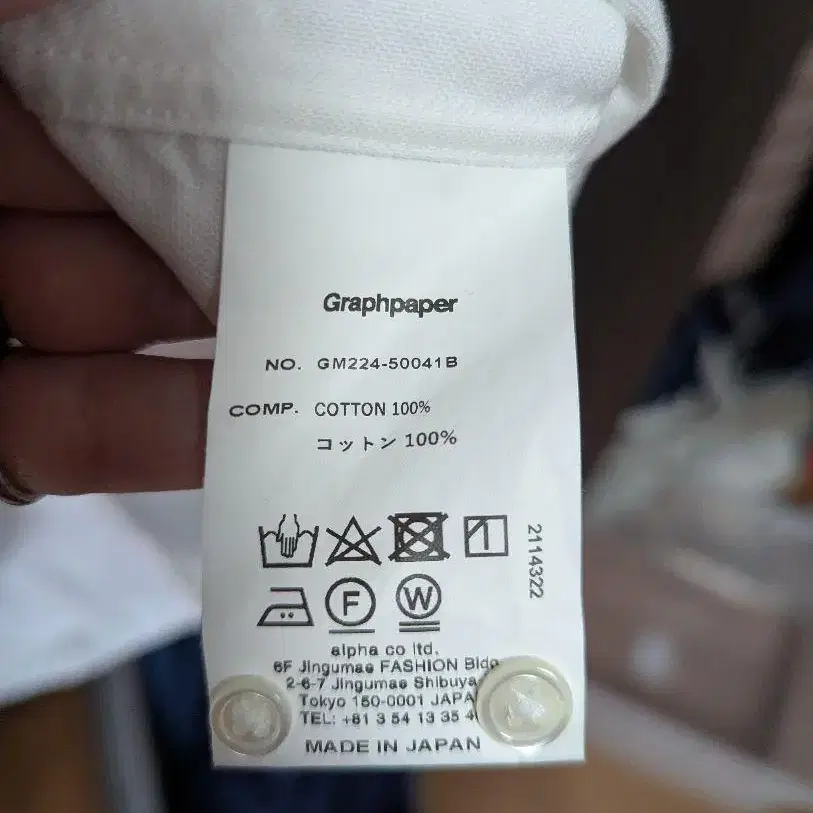 Graphpaper
NO. GM224-50041B
COMP. COTTON 100%
コットン 100%
2114322
F
W
alpha co ltd.
6F Jingumae FASHION Bldg
2-6-7 Jingumae Shibuya
Tokyo 150-0001 JAPA
TEL: +81 3 54 13 35 4
MADE IN JAPAN